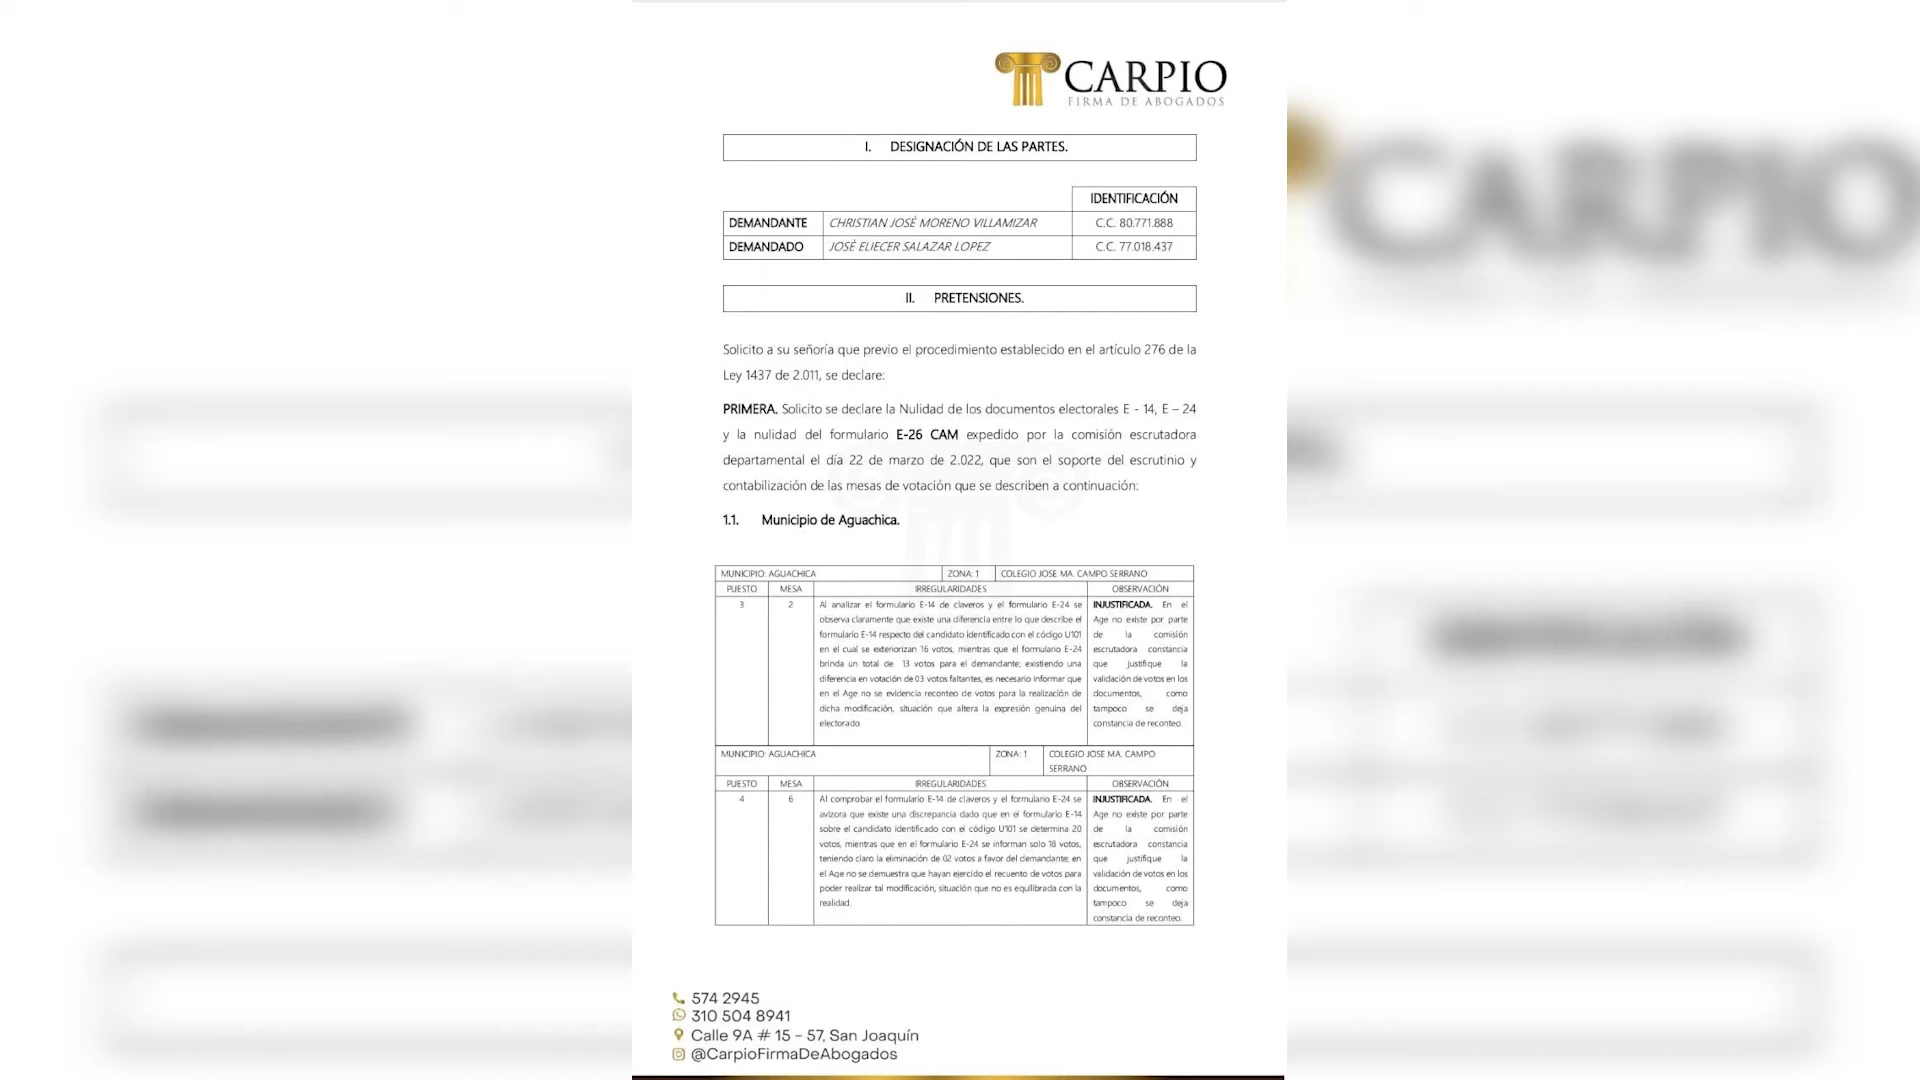 CARPIO
FIRMA DE ABOGADOS
I. DESIGNACIÓN DE LAS PARTES.
IDENTIFICACIÓN
DEMANDANTE CHRISTIAN JOSÈ MORENO VILLAMIZAR C.C. 80.771.888
DEMANDADO JOSÈ ELIECER SALAZAR LOPEZ C.C. 77.018.437
II. PRETENSIONES.
Solicito a su señoría que previo el procedimiento establecido en el artículo 276 de la
Ley 1437 de 2.011, se declare:
PRIMERA. Solicito se declare la Nulidad de los documentos electorales E - 14, E – 24
y la nulidad del formulario E-26 CAM expedido por la comisión escrutadora
departamental el día 22 de marzo de 2.022, que son el soporte del escrutinio y
contabilización de las mesas de votación que se describen a continuación:
1.1. Municipio de Aguachica.
MUNICIPIO: AGUACHICA ZONA: 1 COLEGIO JOSE MA. CAMPO SERRANO
PUESTO MESA IRREGULARIDADES OBSERVACIÓN
3 2 Al analizar el formulario E-14 de claveros y el formulario E-24 se
observa claramente que existe una diferencia entre lo que describe el
formulario E-14 respecto del candidato identificado con el código U101
en el cual se exteriorizan 16 votos, mientras que el formulario E-24
brinda un total de 13 votos para el demandante; existiendo una
diferencia en votación de 03 votos faltantes, es necesario informar que
en el Age no se evidencia reconteo de votos para la realización de
dicha modificación, situación que altera la expresión genuina del
electorado.
INJUSTIFICADA. En el
Age no existe por parte
de la comisión
escrutadora constancia
que justifique la
validación de votos en los
documentos, como
tampoco se deja
constancia de reconteo.
MUNICIPIO: AGUACHICA ZONA: 1 COLEGIO JOSE MA. CAMPO
SERRANO
PUESTO MESA IRREGULARIDADES OBSERVACIÓN
4 6 Al comprobar el formulario E-14 de claveros y el formulario E-24 se
avizora que existe una discrepancia dado que en el formulario E-14
sobre el candidato identificado con el código U101 se determina 20
votos, mientras que en el formulario E-24 se informan solo 18 votos,
teniendo claro la eliminación de 02 votos a favor del demandante; en
el Age no se demuestra que hayan ejercido el recuento de votos para
poder realizar tal modificación, situación que no es equilibrada con la
realidad.
INJUSTIFICADA. En el
Age no existe por parte
de la comisión
escrutadora constancia
que justifique la
validación de votos en los
documentos, como
tampoco se deja
constancia de reconteo.
574 2945
310 504 8941
Calle 9A # 15 - 57, San Joaquín
@CarpioFirmaDeAbogados